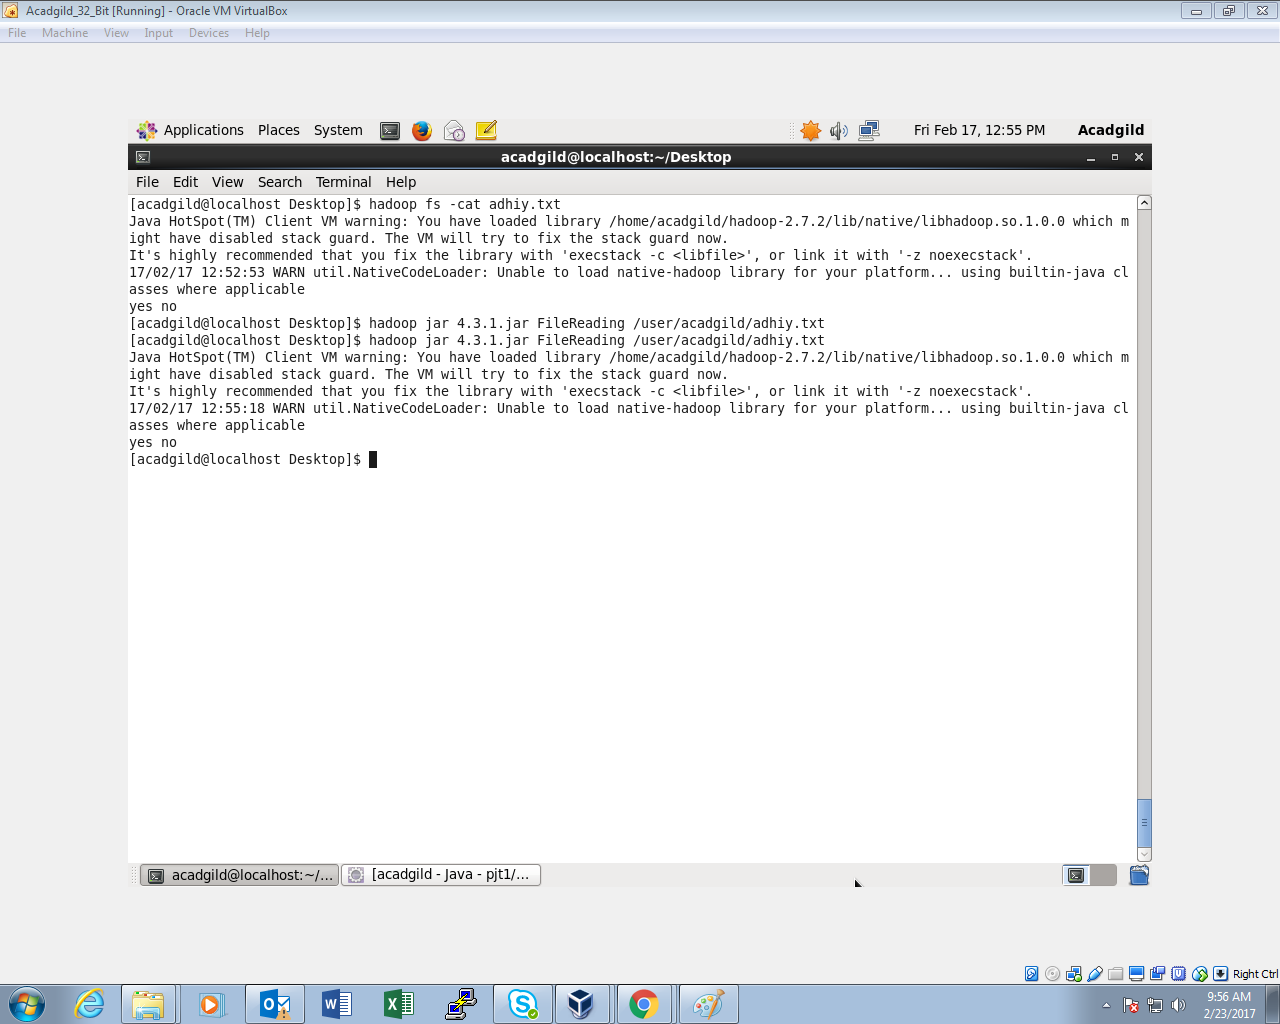 Acadgild_32_Bit [Running] - Oracle VM VirtualBox
File Machine View Input Devices Help
Applications Places System Fri Feb 17, 12:55 PM Acadgild
acadgild@localhost:~/Desktop
File Edit View Search Terminal Help
[acadgild@localhost Desktop]$ hadoop fs -cat adhiy.txt
Java HotSpot(TM) Client VM warning: You have loaded library /home/acadgild/hadoop-2.7.2/lib/native/libhadoop.so.1.0.0 which m
ight have disabled stack guard. The VM will try to fix the stack guard now.
It's highly recommended that you fix the library with 'execstack -c <libfile>', or link it with '-z noexecstack'.
17/02/17 12:52:53 WARN util.NativeCodeLoader: Unable to load native-hadoop library for your platform... using builtin-java cl
asses where applicable
yes no
[acadgild@localhost Desktop]$ hadoop jar 4.3.1.jar FileReading /user/acadgild/adhiy.txt
[acadgild@localhost Desktop]$ hadoop jar 4.3.1.jar FileReading /user/acadgild/adhiy.txt
Java HotSpot(TM) Client VM warning: You have loaded library /home/acadgild/hadoop-2.7.2/lib/native/libhadoop.so.1.0.0 which m
ight have disabled stack guard. The VM will try to fix the stack guard now.
It's highly recommended that you fix the library with 'execstack -c <libfile>', or link it with '-z noexecstack'.
17/02/17 12:55:18 WARN util.NativeCodeLoader: Unable to load native-hadoop library for your platform... using builtin-java cl
asses where applicable
yes no
[acadgild@localhost Desktop]$
acadgild@localhost:~/... [acadgild - Java - pjt1/...
Right Ctrl
9:56 AM
2/23/2017